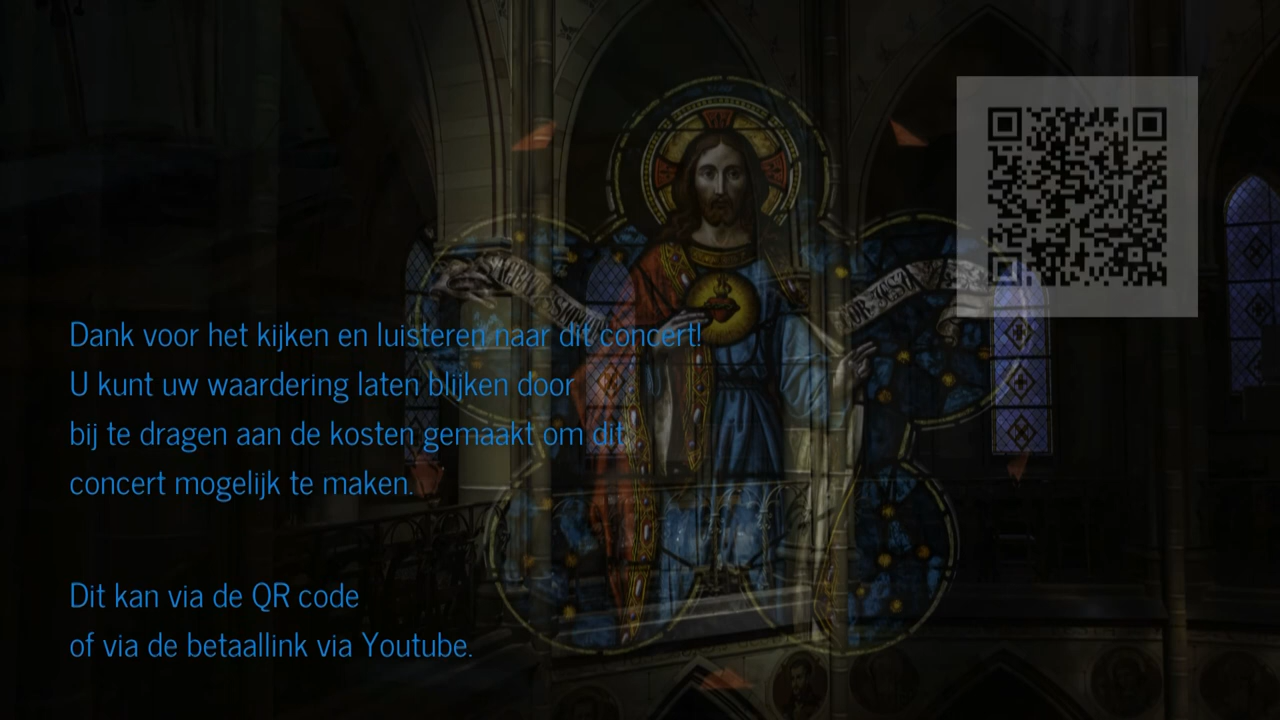 Dank voor het kijken en luisteren naar dit concert!
U kunt uw waardering laten blijken door
bij te dragen aan de kosten gemaakt om dit
concert mogelijk te maken.
Dit kan via de QR code
of via de betaallink via Youtube.